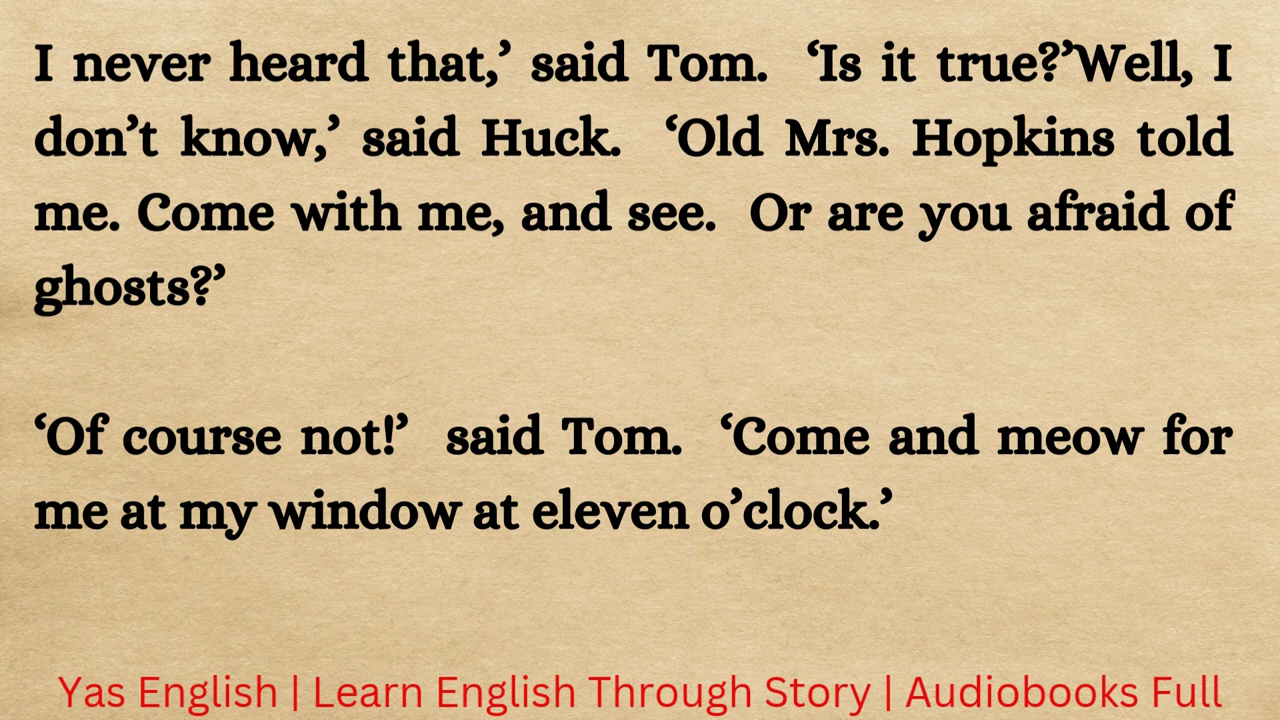 I never heard that,’ said Tom. ‘Is it true?’Well, I
don’t know,’ said Huck. ‘Old Mrs. Hopkins told
me. Come with me, and see. Or are you afraid of
ghosts?’
‘Of course not!’ said Tom. ‘Come and meow for
me at my window at eleven o’clock.’
Yas English | Learn English Through Story | Audiobooks Full